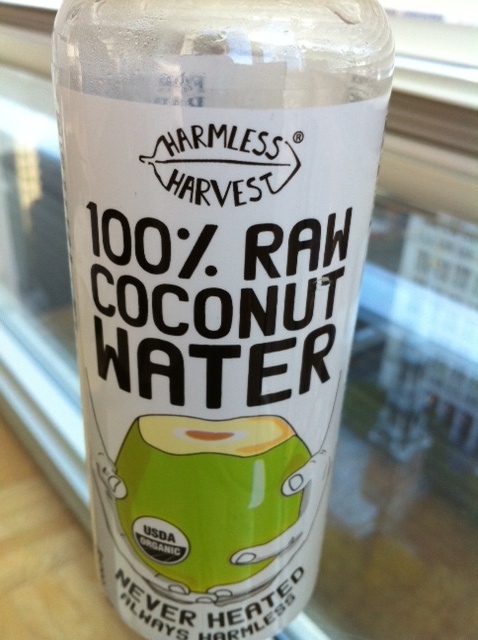 HARMLESS®
HARVEST
100% RAW
COCONUT
WATER
USDA
ORGANIC
NEVER HEATED
ALWAYS HARMLESS